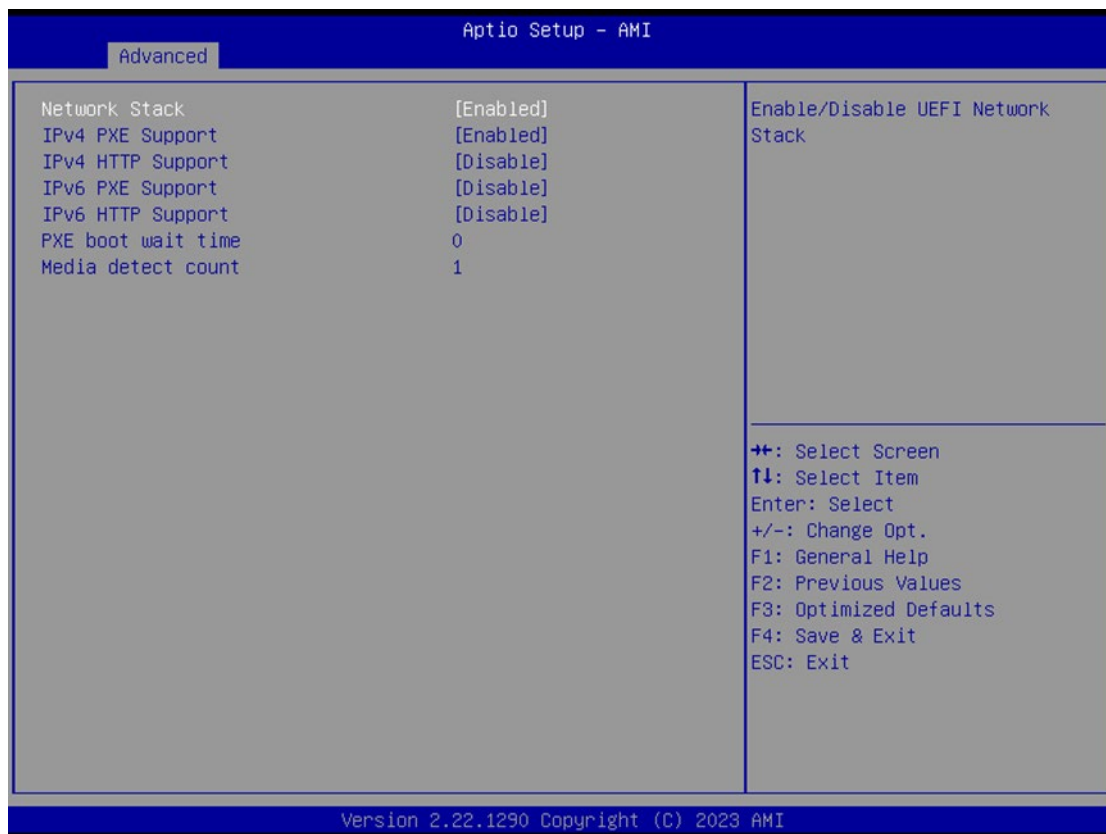 Aptio Setup - AMI
Advanced
Network Stack [Enabled]
IPv4 PXE Support [Enabled]
IPv4 HTTP Support [Disable]
IPv6 PXE Support [Disable]
IPv6 HTTP Support [Disable]
PXE boot wait time 0
Media detect count 1
Enable/Disable UEFI Network
Stack
→←: Select Screen
↑↓: Select Item
Enter: Select
+/-: Change Opt.
F1: General Help
F2: Previous Values
F3: Optimized Defaults
F4: Save & Exit
ESC: Exit
Version 2.22.1290 Copyright (C) 2023 AMI